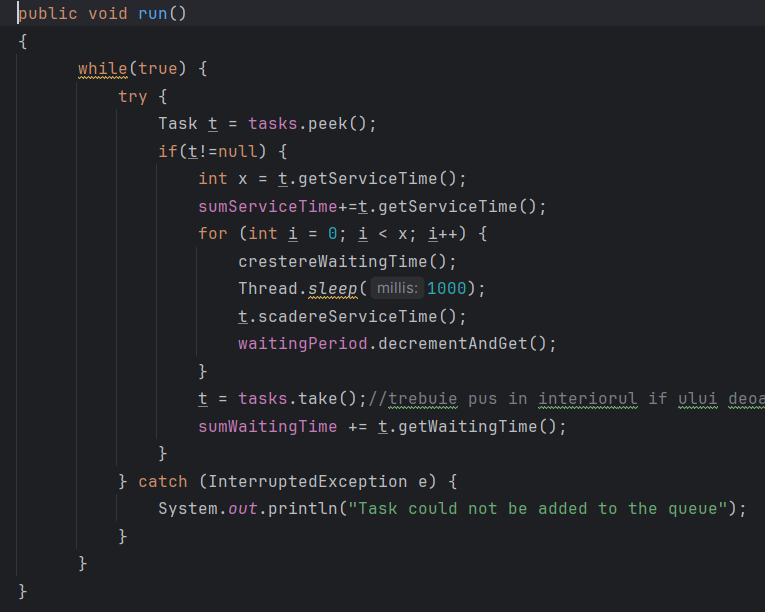 public void run()
{
while(true) {
try {
Task t = tasks.peek();
if(t!=null) {
int x = t.getServiceTime();
sumServiceTime+=t.getServiceTime();
for (int i = 0; i < x; i++) {
crestereWaitingTime();
Thread.sleep( millis: 1000);
t.scadereServiceTime();
waitingPeriod.decrementAndGet();
}
t = tasks.take();//trebuie pus in interiorul if ului deoa
sumWaitingTime += t.getWaitingTime();
}
} catch (InterruptedException e) {
System.out.println("Task could not be added to the queue");
}
}
}